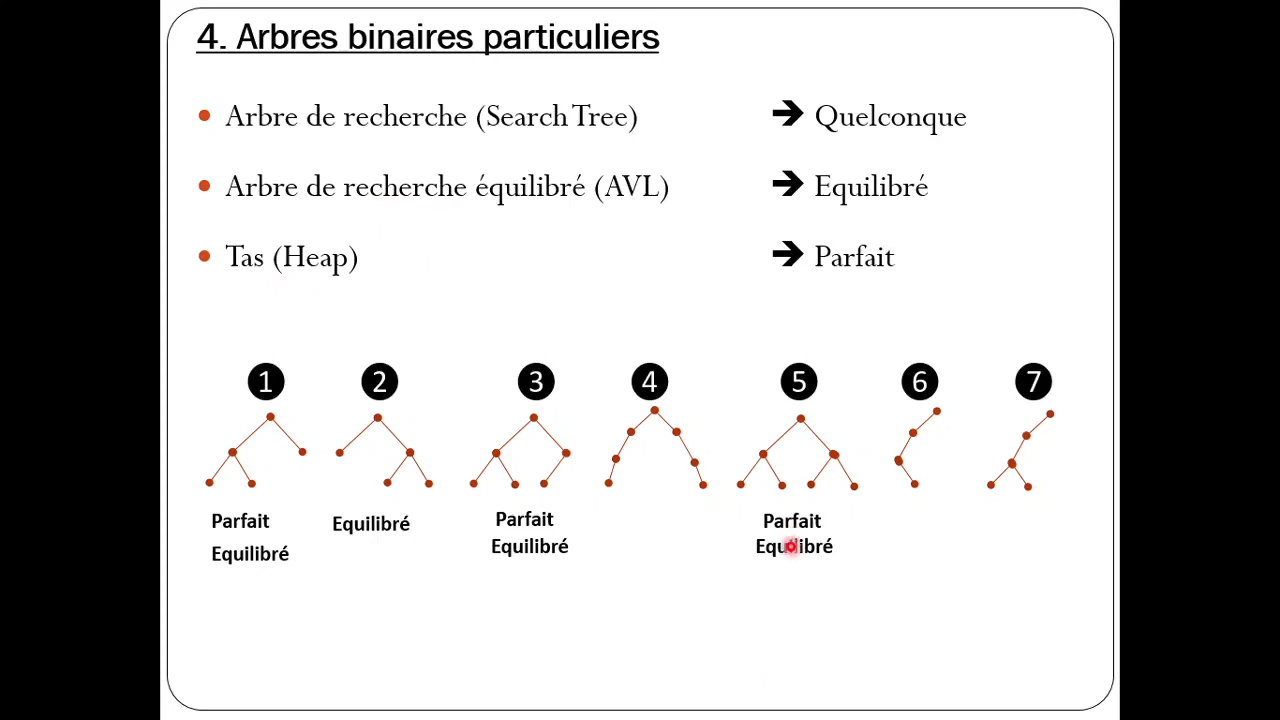 4. Arbres binaires particuliers
Arbre de recherche (Search Tree) ➔ Quelconque
Arbre de recherche équilibré (AVL) ➔ Equilibré
Tas (Heap) ➔ Parfait
1 2 3 4 5 6 7
Parfait Equilibré Parfait Parfait
Equilibré Equilibré Equilibré